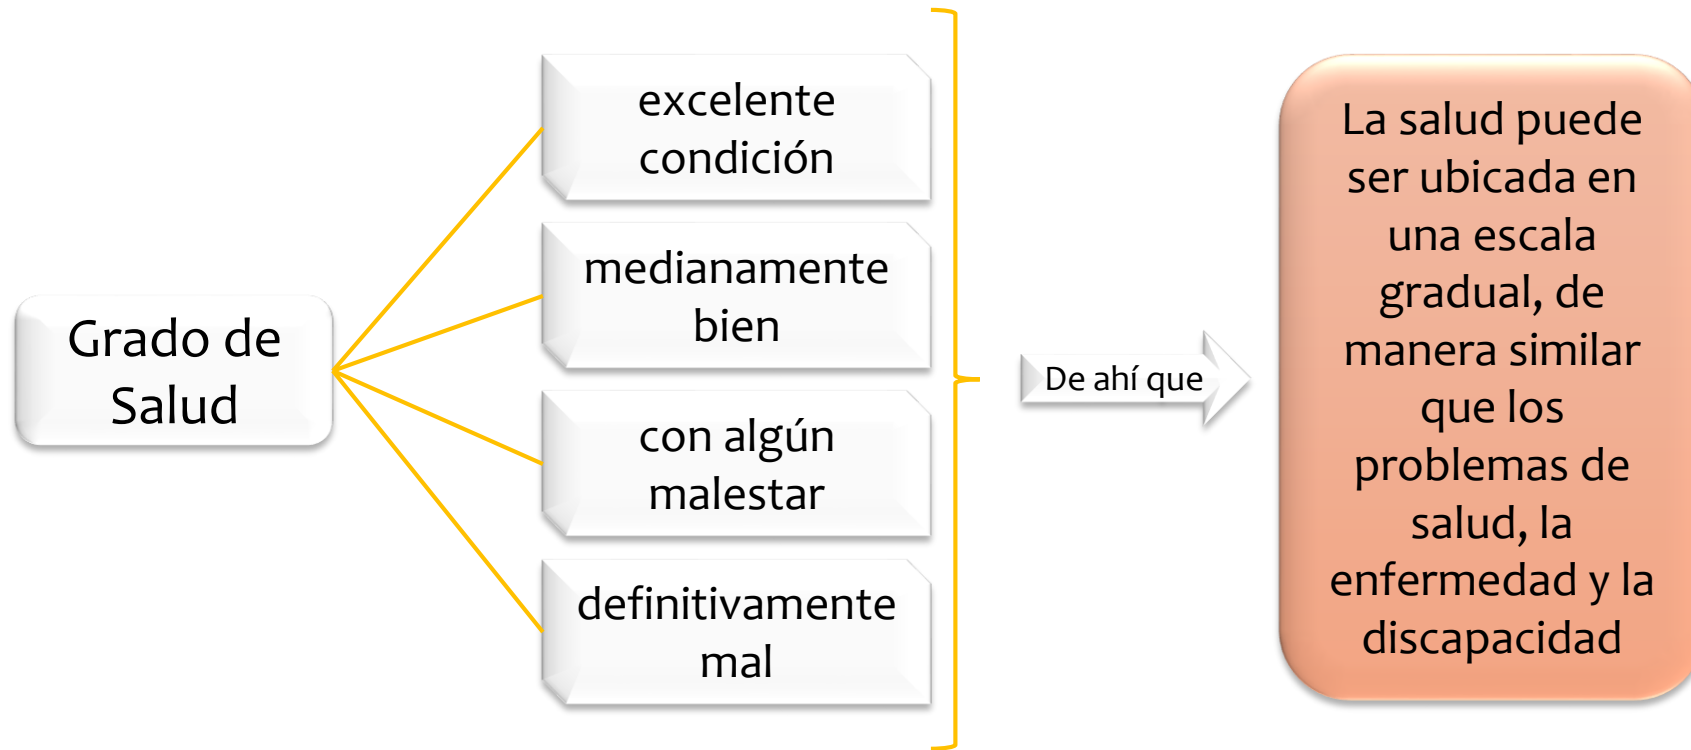 Grado de
Salud
excelente
condición
medianamente
bien
con algún
malestar
definitivamente
mal
De ahí que
La salud puede
ser ubicada en
una escala
gradual, de
manera similar
que los
problemas de
salud, la
enfermedad y la
discapacidad